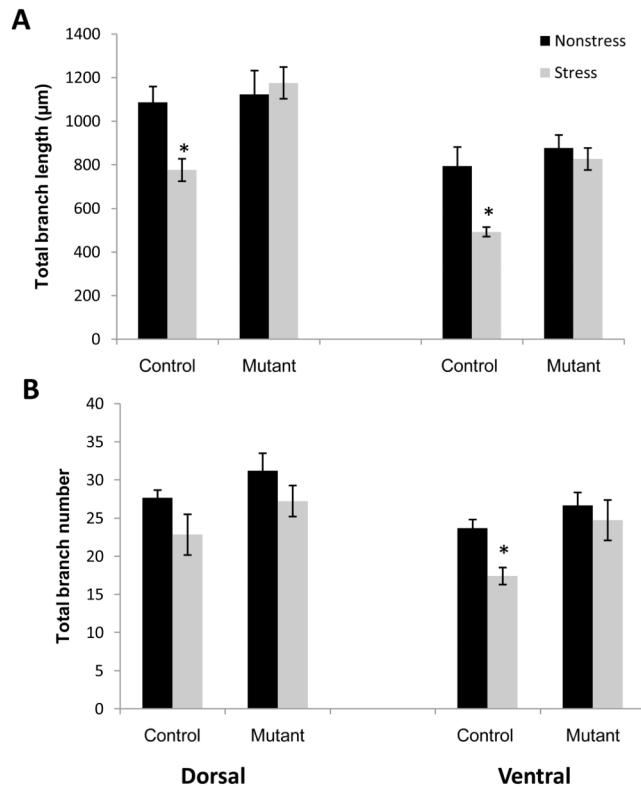 A
Total branch length (µm)
1400
1200
1000
800
600
400
200
0
Nonstress
Stress
*
*
Control
Mutant
Control
Mutant
B
Total branch number
40
35
30
25
20
15
10
5
0
*
Control
Mutant
Control
Mutant
Dorsal
Ventral